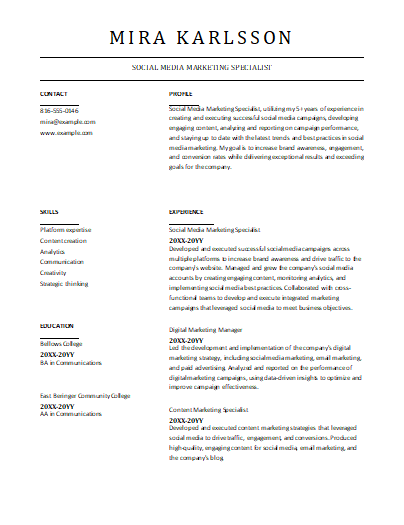 MIRA KARLSSON
SOCIAL MEDIA MARKETING SPECIALIST
CONTACT
816-555-0146
mira@example.com
www.example.com
PROFILE
Social Media Marketing Specialist, utilizing my 5+ years of experience in
creating and executing successful social media campaigns, developing
engaging content, analyzing and reporting on campaign performance,
and staying up to date with the latest trends and best practices in social
media marketing. My goal is to increase brand awareness, engagement,
and conversion rates while delivering exceptional results and exceeding
goals for the company.
SKILLS
Platform expertise
Content creation
Analytics
Communication
Creativity
Strategic thinking
EDUCATION
Bellows College
20XX-20YY
BA in Communications
East Beringer Community College
20XX-20YY
AA in Communications
EXPERIENCE
Social Media Marketing Specialist
20XX-20YY
Developed and executed successful social media campaigns across
multiple platforms to increase brand awareness and drive traffic to the
company's website. Managed and grew the company's social media
accounts by creating engaging content, monitoring analytics, and
implementing social media best practices. Collaborated with cross-
functional teams to develop and execute integrated marketing
campaigns that leveraged social media to meet business objectives.
Digital Marketing Manager
20XX-20YY
Led the development and implementation of the company's digital
marketing strategy, including social media marketing, email marketing,
and paid advertising. Analyzed and reported on the performance of
digital marketing campaigns, using data-driven insights to optimize and
improve campaign effectiveness.
Content Marketing Specialist
20XX-20YY
Developed and executed content marketing strategies that leveraged
social media to drive traffic, engagement, and conversions. Produced
high-quality, engaging content for social media, email marketing, and
the company's blog